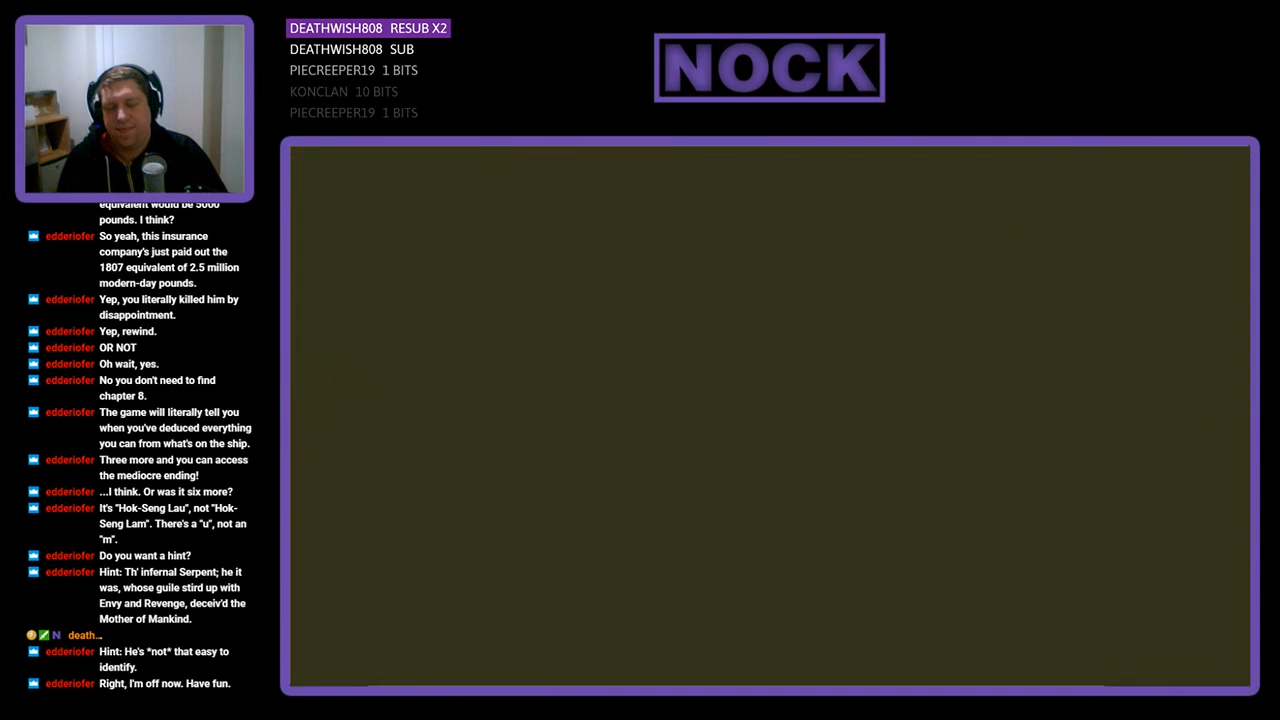 DEATHWISH808 RESUB X2
DEATHWISH808 SUB
PIECREEPER19 1 BITS
KONCLAN 10 BITS
PIECREEPER19 1 BITS
NOCK
equivalent would be 5000
pounds. I think?
edderiofer So yeah, this insurance
company's just paid out the
1807 equivalent of 2.5 million
modern-day pounds.
edderiofer Yep, you literally killed him by
disappointment.
edderiofer Yep, rewind.
edderiofer OR NOT
edderiofer Oh wait, yes.
edderiofer No you don't need to find
chapter 8.
edderiofer The game will literally tell you
when you've deduced everything
you can from what's on the ship.
edderiofer Three more and you can access
the mediocre ending!
edderiofer ...I think. Or was it six more?
edderiofer It's "Hok-Seng Lau", not "Hok-
Seng Lam". There's a "u", not an
"m".
edderiofer Do you want a hint?
edderiofer Hint: Th' infernal Serpent; he it
was, whose guile stird up with
Envy and Revenge, deceiv'd the
Mother of Mankind.
N death...
edderiofer Hint: He's *not* that easy to
identify.
edderiofer Right, I'm off now. Have fun.